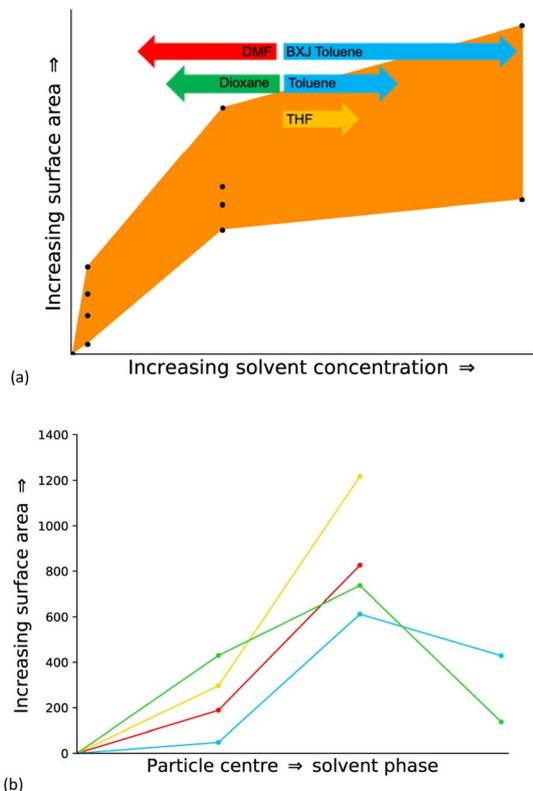 DMF BXJ Toluene
Dioxane Toluene
THF
Increasing surface area ⇒
Increasing solvent concentration ⇒
(a)
1400
1200
1000
800
600
400
200
0
Increasing surface area ⇒
Particle centre ⇒ solvent phase
(b)